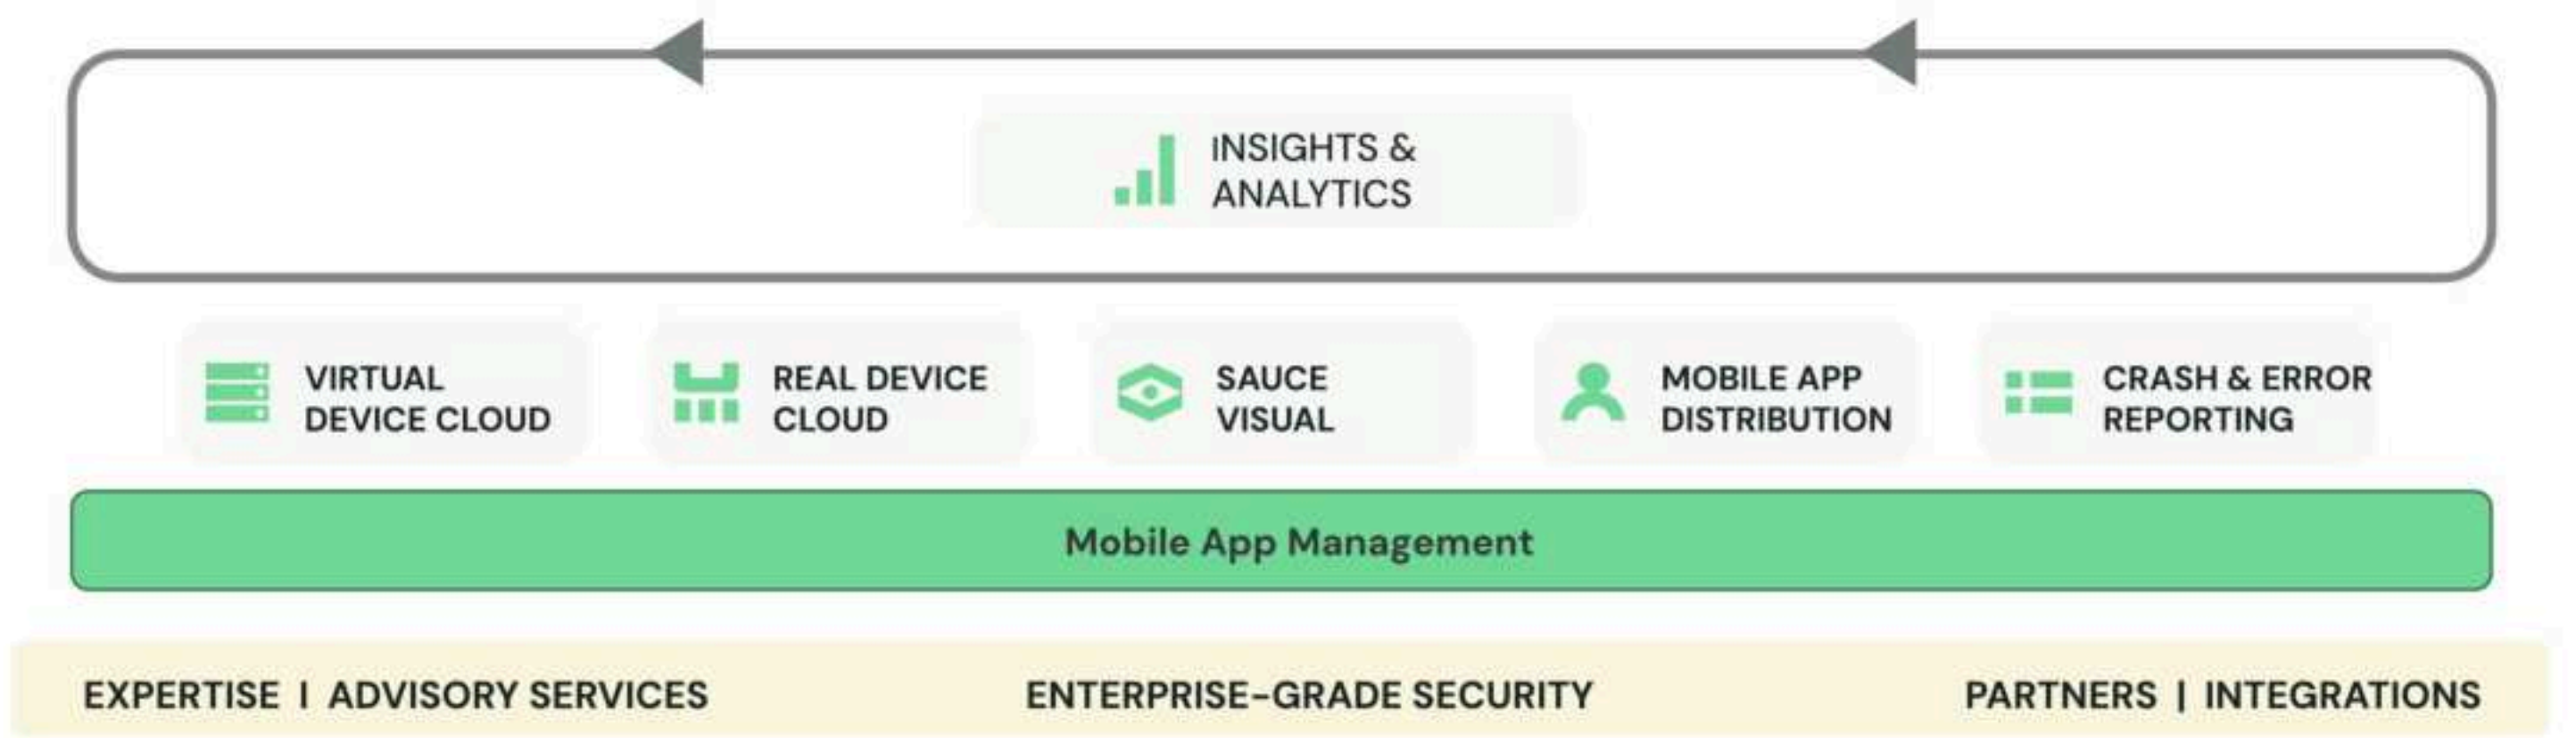 INSIGHTS &
ANALYTICS
VIRTUAL
DEVICE CLOUD
REAL DEVICE
CLOUD
SAUCE
VISUAL
MOBILE APP
DISTRIBUTION
CRASH & ERROR
REPORTING
Mobile App Management
EXPERTISE | ADVISORY SERVICES
ENTERPRISE-GRADE SECURITY
PARTNERS | INTEGRATIONS